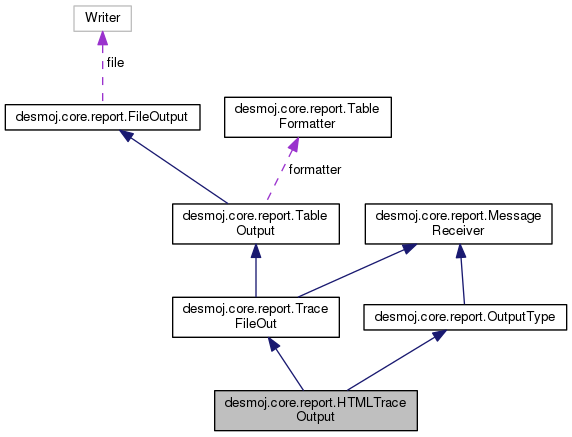 Writer
file
desmoj.core.report.FileOutput
desmoj.core.report.Table
Formatter
formatter
desmoj.core.report.Table
Output
desmoj.core.report.Message
Receiver
desmoj.core.report.Trace
FileOut
desmoj.core.report.OutputType
desmoj.core.report.HTMLTrace
Output